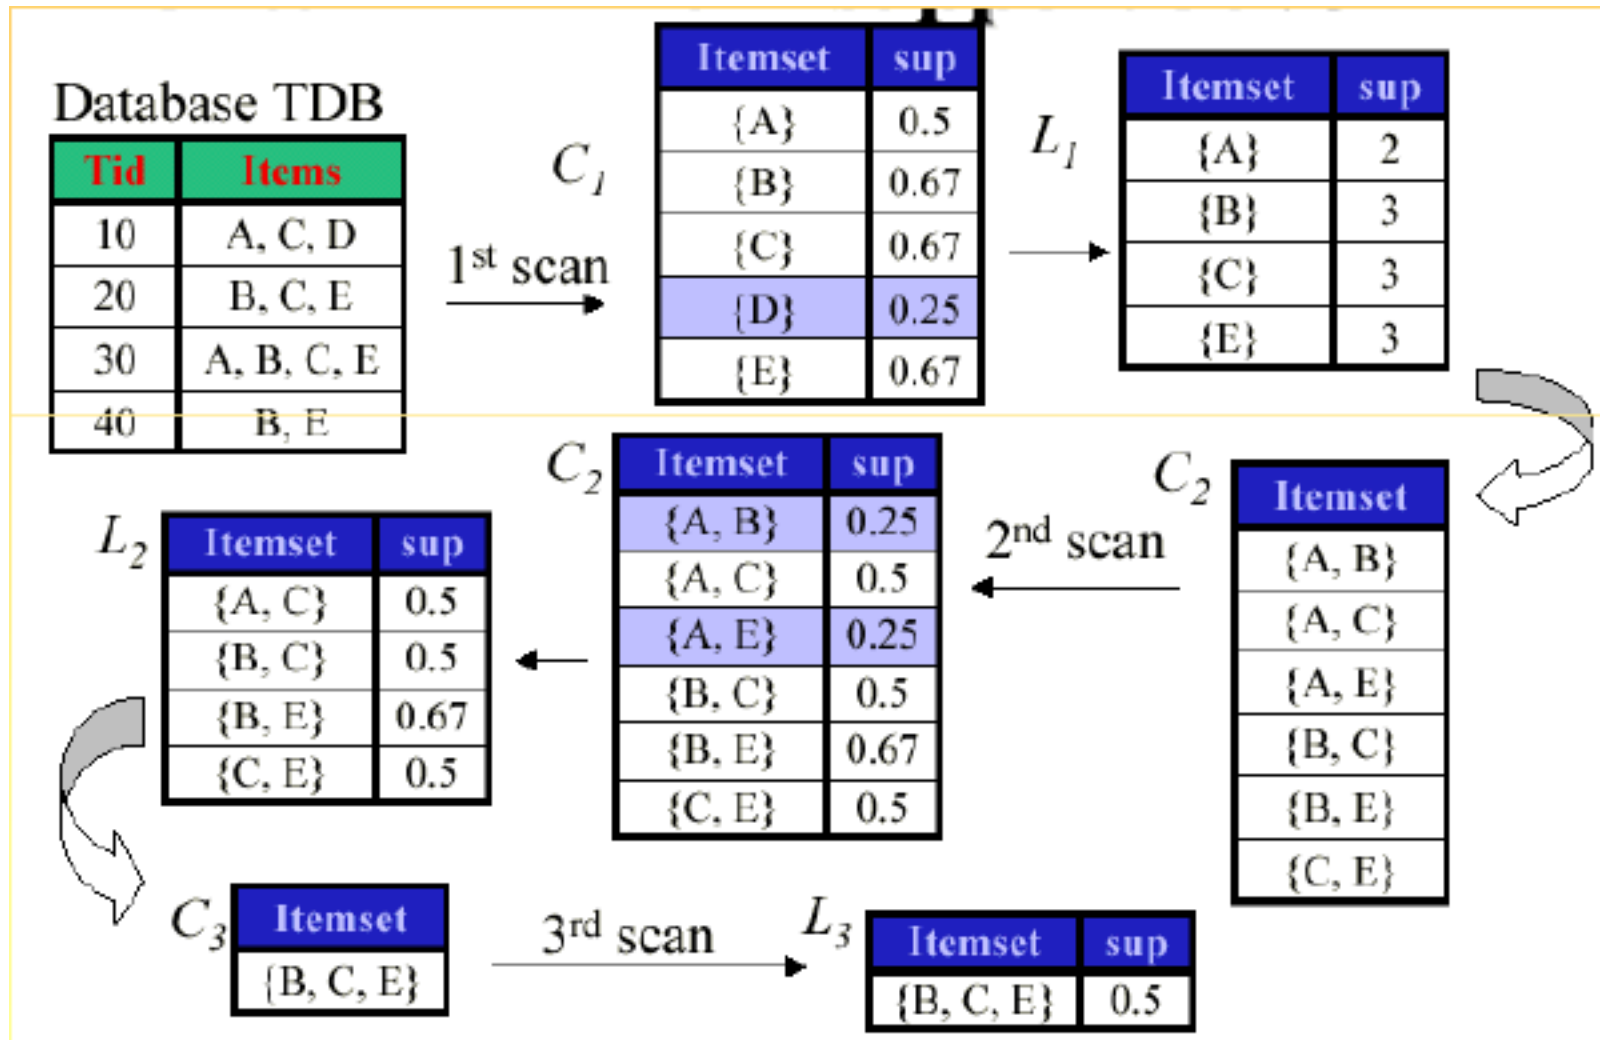 Database TDB
Tid Items
10 A, C, D
20 B, C, E
30 A, B, C, E
40 B, E
1st scan
C1
Itemset sup
{A} 0.5
{B} 0.67
{C} 0.67
{D} 0.25
{E} 0.67
L1
Itemset sup
{A} 2
{B} 3
{C} 3
{E} 3
C2
Itemset
{A, B}
{A, C}
{A, E}
{B, C}
{B, E}
{C, E}
2nd scan
C2
Itemset sup
{A, B} 0.25
{A, C} 0.5
{A, E} 0.25
{B, C} 0.5
{B, E} 0.67
{C, E} 0.5
L2
Itemset sup
{A, C} 0.5
{B, C} 0.5
{B, E} 0.67
{C, E} 0.5
C3
Itemset
{B, C, E}
3rd scan
L3
Itemset sup
{B, C, E} 0.5